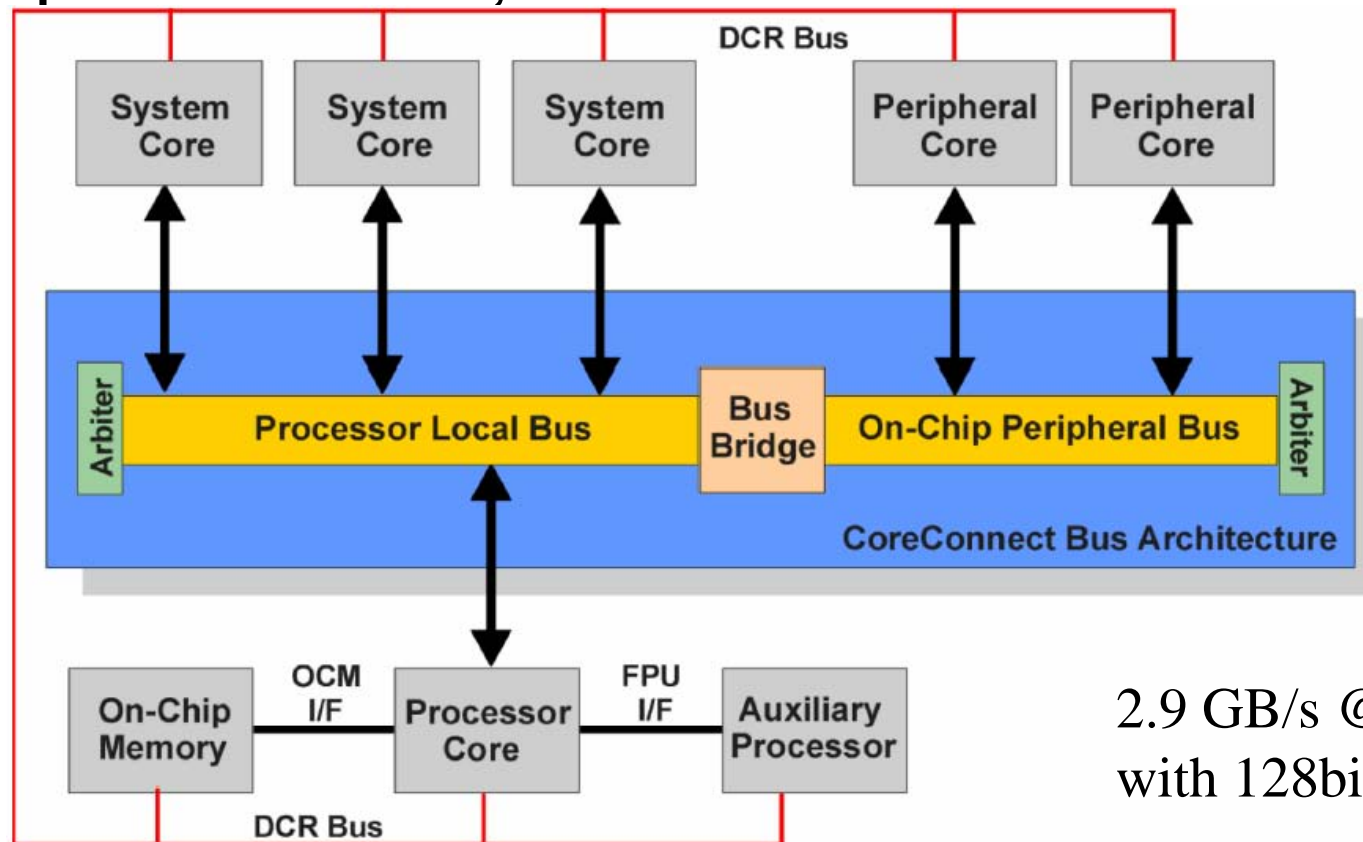 DCR Bus
System
Core
System
Core
System
Core
Peripheral
Core
Peripheral
Core
Arbiter
Processor Local Bus
Bus
Bridge
On-Chip Peripheral Bus
Arbiter
CoreConnect Bus Architecture
On-Chip
Memory
OCM
I/F
Processor
Core
FPU
I/F
Auxiliary
Processor
2.9 GB/s @
with 128bi
DCR Bus